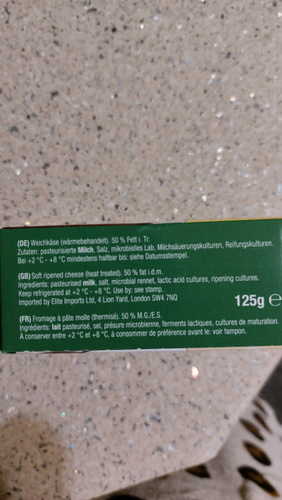 (DE) Weichkäse (wärmebehandelt). 50 % Fett i. Tr.
Zutaten: pasteurisierte Milch, Salz, mikrobielles Lab, Milchsäuerungskulturen, Reifungskulturen.
Bei +2 °C - +8 °C mindestens haltbar bis: siehe Datumsstempel.
(GB) Soft ripened cheese (heat treated). 50 % fat i.d.m.
Ingredients: pasteurised milk, salt, microbial rennet, lactic acid cultures, ripening cultures.
Keep refrigerated at +2 °C - +8 °C. Use by: see stamp.
Imported by Elite Imports Ltd, 4 Lion Yard, London SW4 7NQ
125g ℮
(FR) Fromage à pâte molle (thermisé). 50 % M.G./E.S.
Ingrédients: lait pasteurisé, sel, présure microbienne, ferments lactiques, cultures de maturation.
À conserver entre +2 °C et +8 °C, à consommer de préférence avant le: voir tampon.